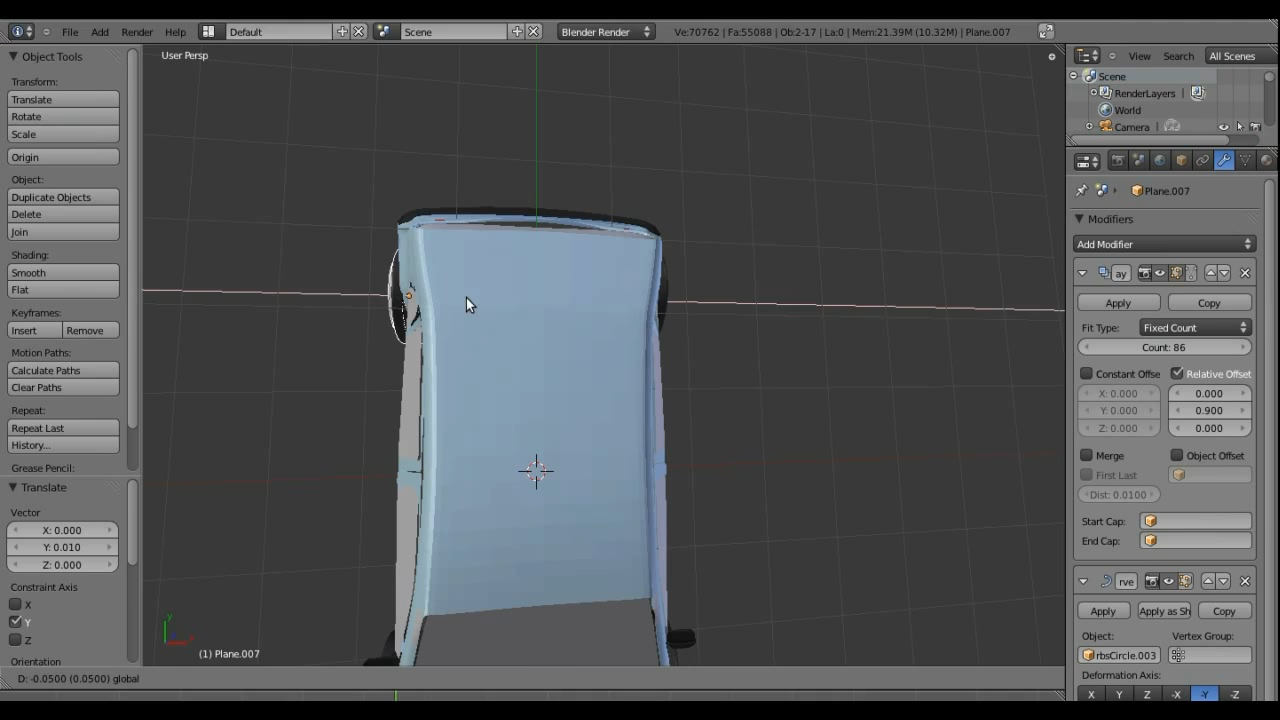 File Add Render Help Default Scene Blender Render Ve:70762 | Fa:55088 | Ob:2-17 | La:0 | Mem:21.39M (10.32M) | Plane.007
Object Tools
Transform:
Translate
Rotate
Scale
Origin
Object:
Duplicate Objects
Delete
Join
Shading:
Smooth
Flat
Keyframes:
Insert Remove
Motion Paths:
Calculate Paths
Clear Paths
Repeat:
Repeat Last
History...
Grease Pencil:
Translate
Vector
X: 0.000
Y: 0.010
Z: 0.000
Constraint Axis
X
Y
Z
Orientation
User Persp
y
(1) Plane.007
D: -0.0500 (0.0500) global
View Search All Scenes
Scene
RenderLayers |
World
Camera |
Plane.007
Modifiers
Add Modifier
ay
Apply Copy
Fit Type: Fixed Count
Count: 86
Constant Offse Relative Offset
X: 0.000 0.000
Y: 0.000 0.900
Z: 0.000 0.000
Merge Object Offset
First Last
Dist: 0.0100
Start Cap:
End Cap:
rve
Apply Apply as Sh Copy
Object: Vertex Group:
rbsCircle.003
Deformation Axis:
X Y Z -X -Y -Z